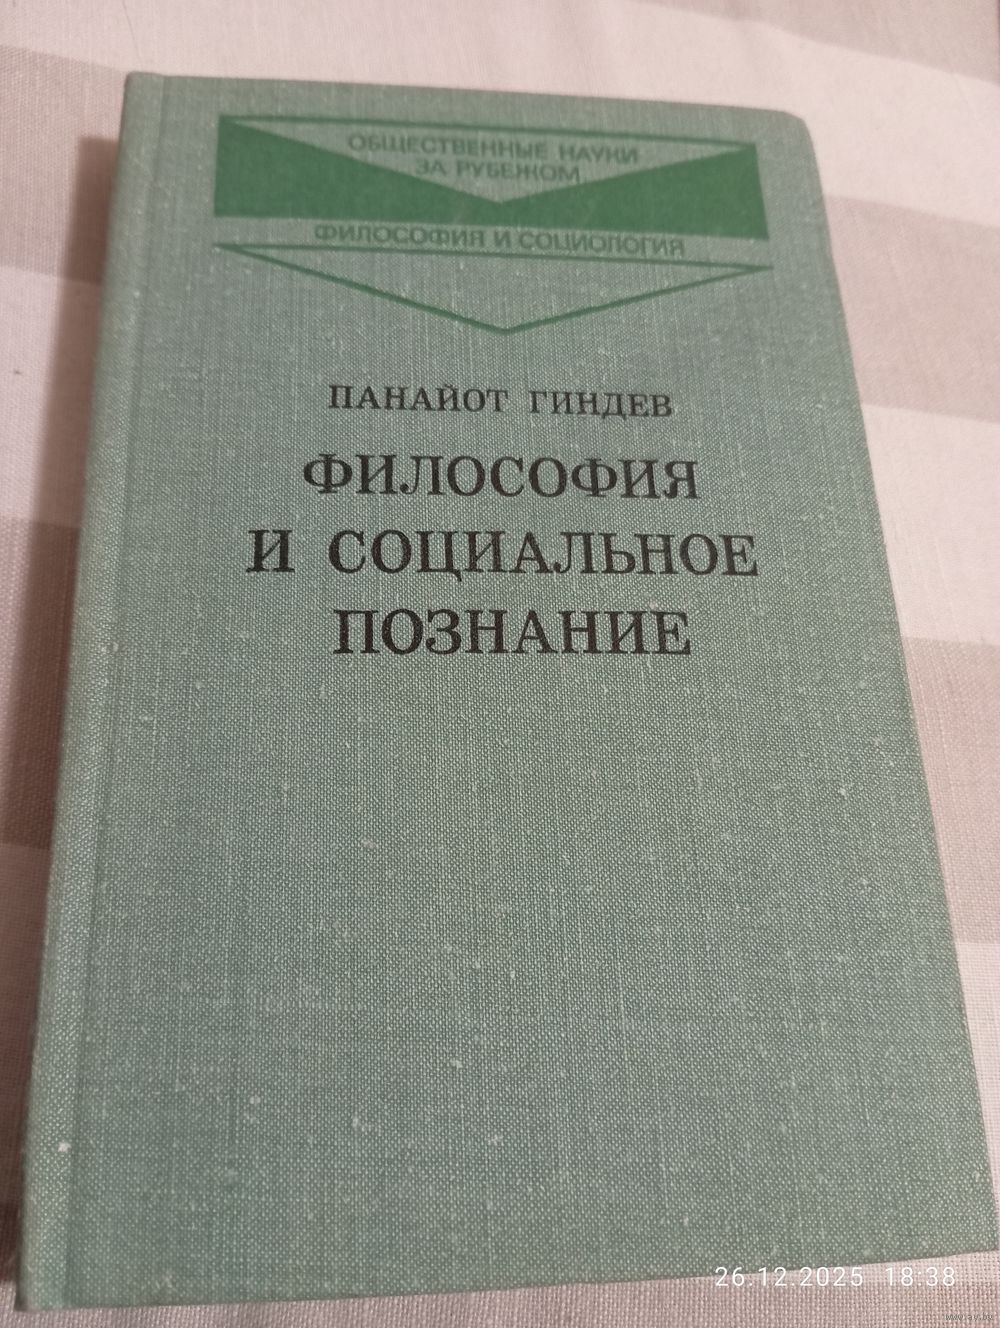 ОБЩЕСТВЕННЫЕ НАУКИ
ЗА РУБЕЖОМ
ФИЛОСОФИЯ И СОЦИОЛОГИЯ
ПАНАЙОТ ГИНДЕВ
ФИЛОСОФИЯ
И СОЦИАЛЬНОЕ
ПОЗНАНИЕ
26.12.2025 18:38